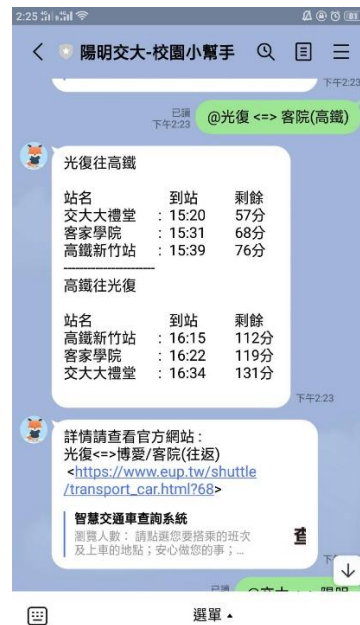 2:25
81
陽明交大-校園小幫手
下午2:23
已讀
下午2:23
@光復 <=> 客院(高鐵)
光復往高鐵
站名 到站 剩餘
交大大禮堂 : 15:20 57分
客家學院 : 15:31 68分
高鐵新竹站 : 15:39 76分
----------------------
高鐵往光復
站名 到站 剩餘
高鐵新竹站 : 16:15 112分
客家學院 : 16:22 119分
交大大禮堂 : 16:34 131分
下午2:23
詳情請查看官方網站 :
光復<=>博愛/客院(往返)
<https://www.eup.tw/shuttle
/transport_car.html?68>
智慧交通車查詢系統
瀏覽人數： 請點選您要搭乘的班次
及上車的地點；安心做您的事；...
查
選單